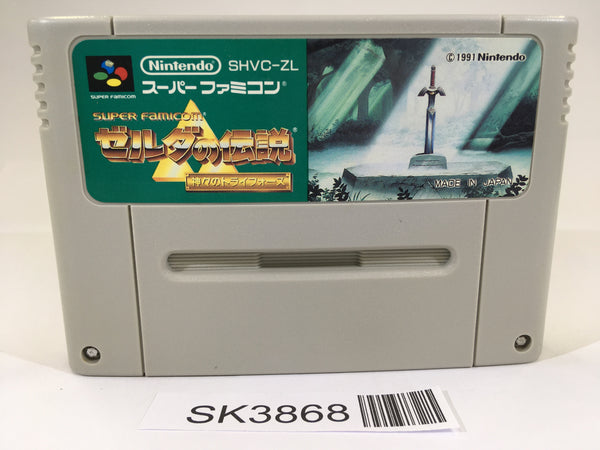 Nintendo SHVC-ZL
スーパーファミコン®
SUPER FAMICOM
SUPER FAMICOM
ゼルダの伝説®
神々のトライフォース
©1991 Nintendo
MADE IN JAPAN
SK3868